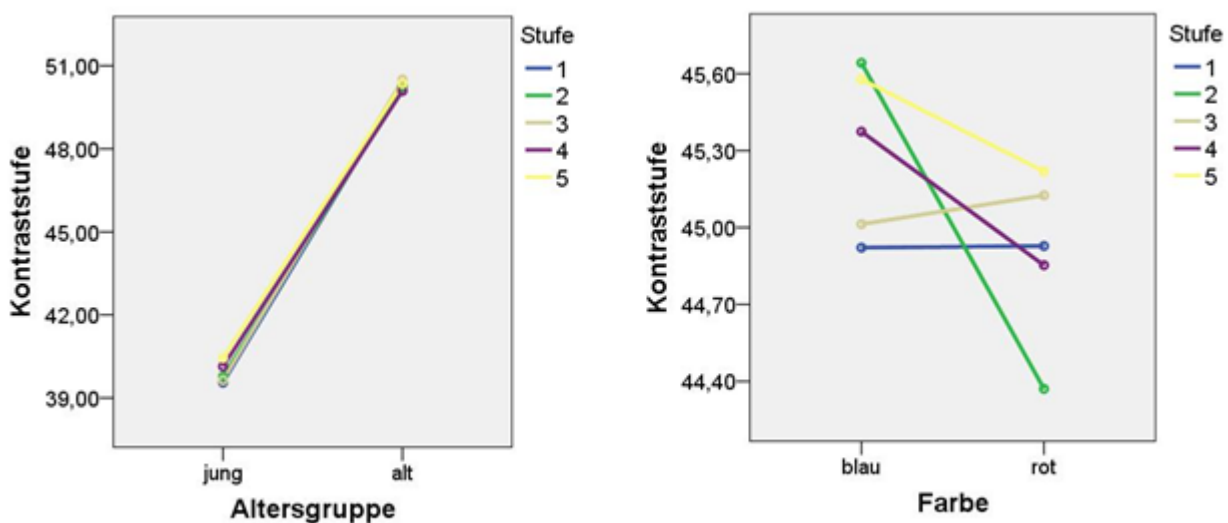 Kontraststufe
51,00
48,00
45,00
42,00
39,00
jung alt
Altersgruppe
Stufe
1
2
3
4
5
Kontraststufe
45,60
45,30
45,00
44,70
44,40
blau rot
Farbe
Stufe
1
2
3
4
5